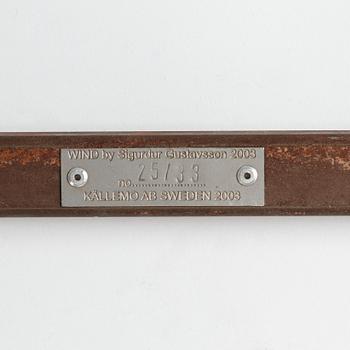 WIND by Sigurdur Gustavsson 2003
no. 25/33
KÄLLEMO AB SWEDEN 2003